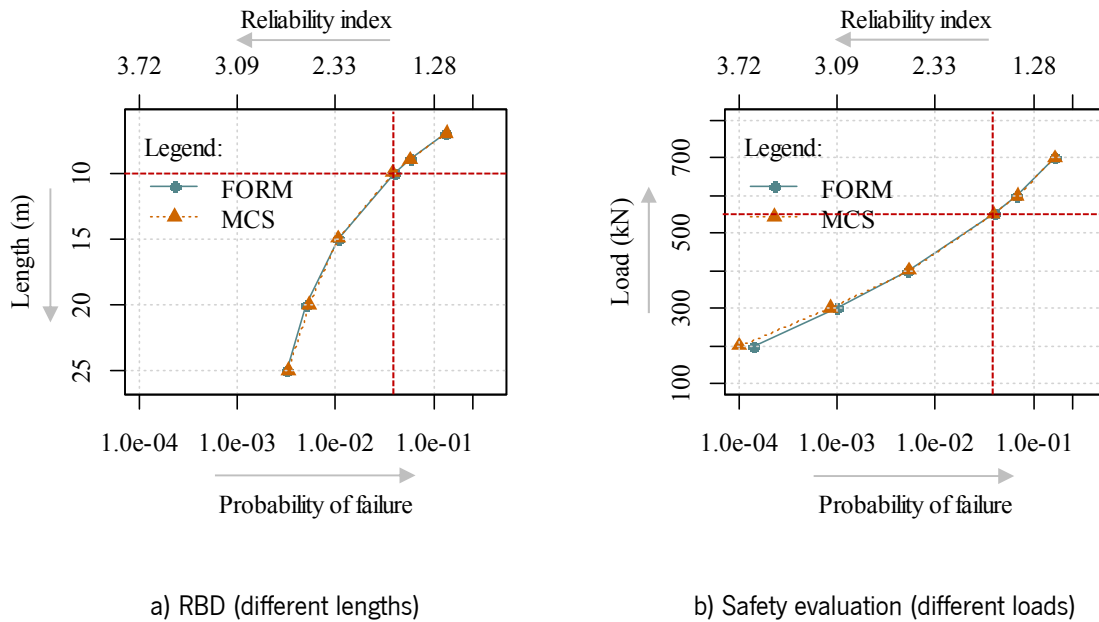 Reliability index
3.72 3.09 2.33 1.28
Legend:
FORM
MCS
Length (m)
10
15
20
25
1.0e-04 1.0e-03 1.0e-02 1.0e-01
Probability of failure
a) RBD (different lengths)
Reliability index
3.72 3.09 2.33 1.28
Legend:
FORM
MCS
Load (kN)
700
500
300
100
1.0e-04 1.0e-03 1.0e-02 1.0e-01
Probability of failure
b) Safety evaluation (different loads)